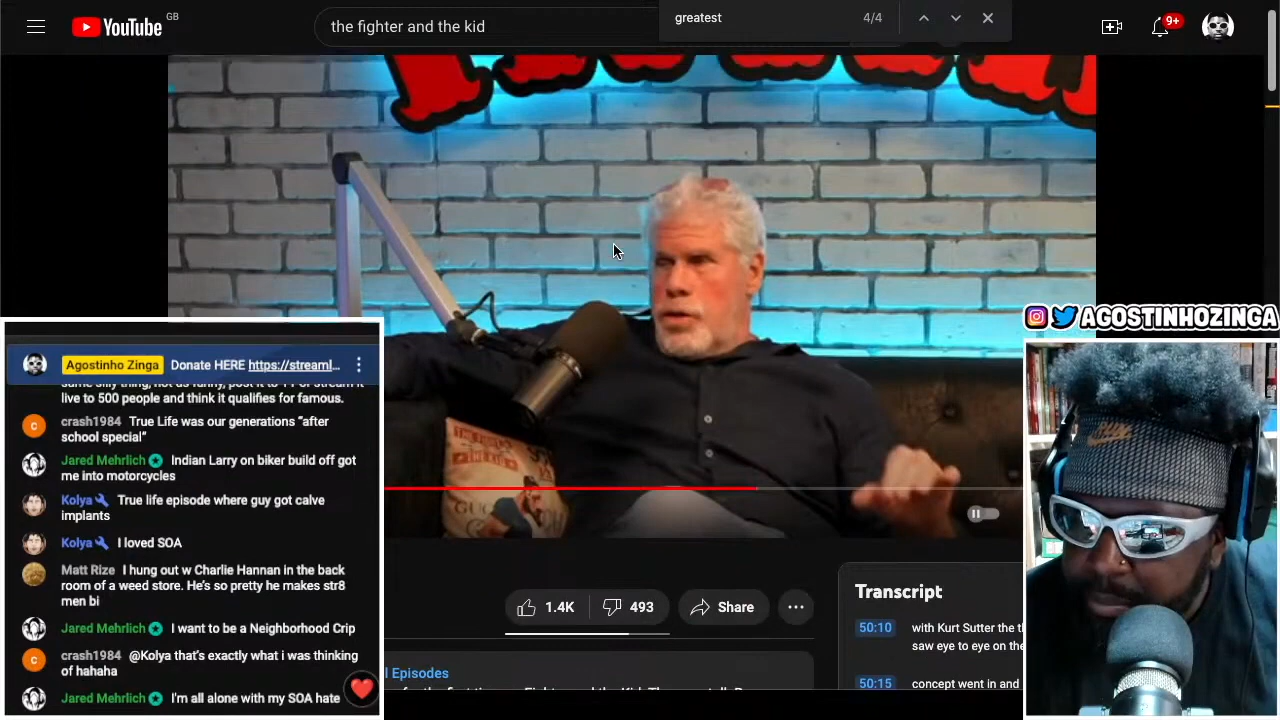 YouTube GB
the fighter and the kid
greatest
4/4
9+
AGOSTINHOZINGA
Agostinho Zinga Donate HERE https://streaml...
live to 500 people and think it qualifies for famous.
crash1984 True Life was our generations “after
school special”
Jared Mehrlich Indian Larry on biker build off got
me into motorcycles
Kolya True life episode where guy got calve
implants
Kolya I loved SOA
Matt Rize I hung out w Charlie Hannan in the back
room of a weed store. He's so pretty he makes str8
men bi
Jared Mehrlich I want to be a Neighborhood Crip
crash1984 @Kolya that's exactly what i was thinking
of hahaha
Jared Mehrlich I'm all alone with my SOA hate
1.4K
493
Share
l Episodes
Transcript
50:10 with Kurt Sutter the th
saw eye to eye on the
50:15 concept went in and